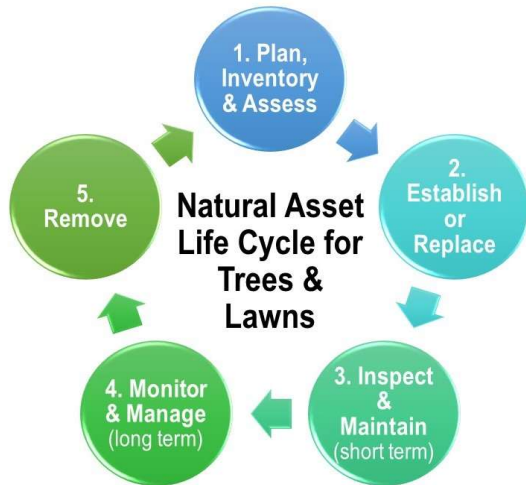 1. Plan,
Inventory
& Assess
2.
Establish
or
Replace
3. Inspect
&
Maintain
(short term)
4. Monitor
& Manage
(long term)
5.
Remove
Natural Asset
Life Cycle for
Trees &
Lawns